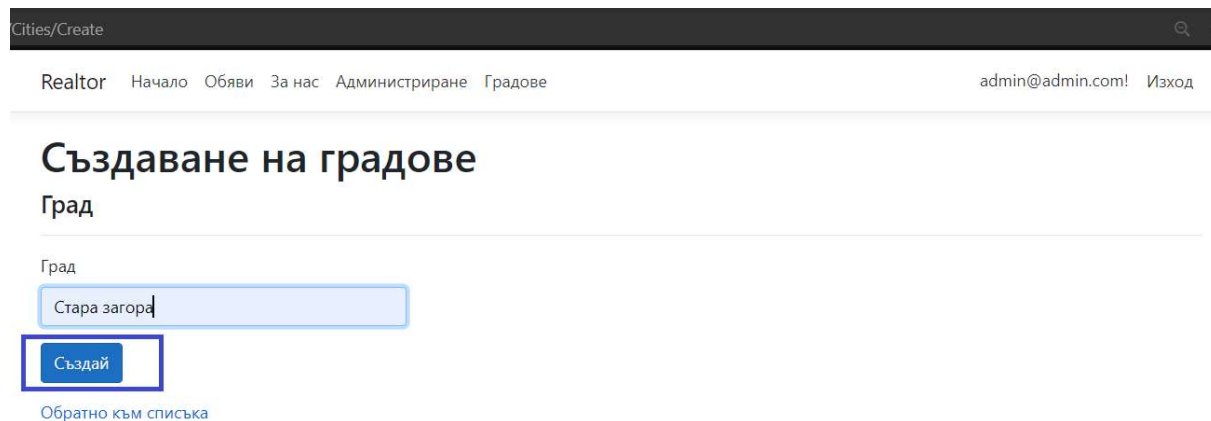 /Cities/Create
Realtor Начало Обяви За нас Администриране Градове admin@admin.com! Изход
Създаване на градове
Град
Град
Стара загора
Създай
Обратно към списъка